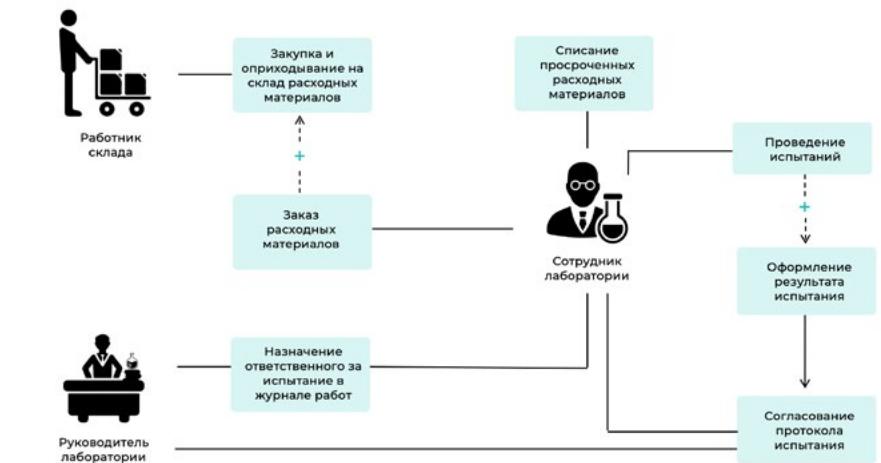 Закупка и
оприходывание на
склад расходных
материалов
Списание
просроченных
расходных
материалов
Работник
склада
Проведение
испытаний
+
+
Заказ
расходных
материалов
Сотрудник
лаборатории
Оформление
результата
испытания
Назначение
ответственного за
испытание в
журнале работ
Согласование
протокола
испытания
Руководитель
лаборатории